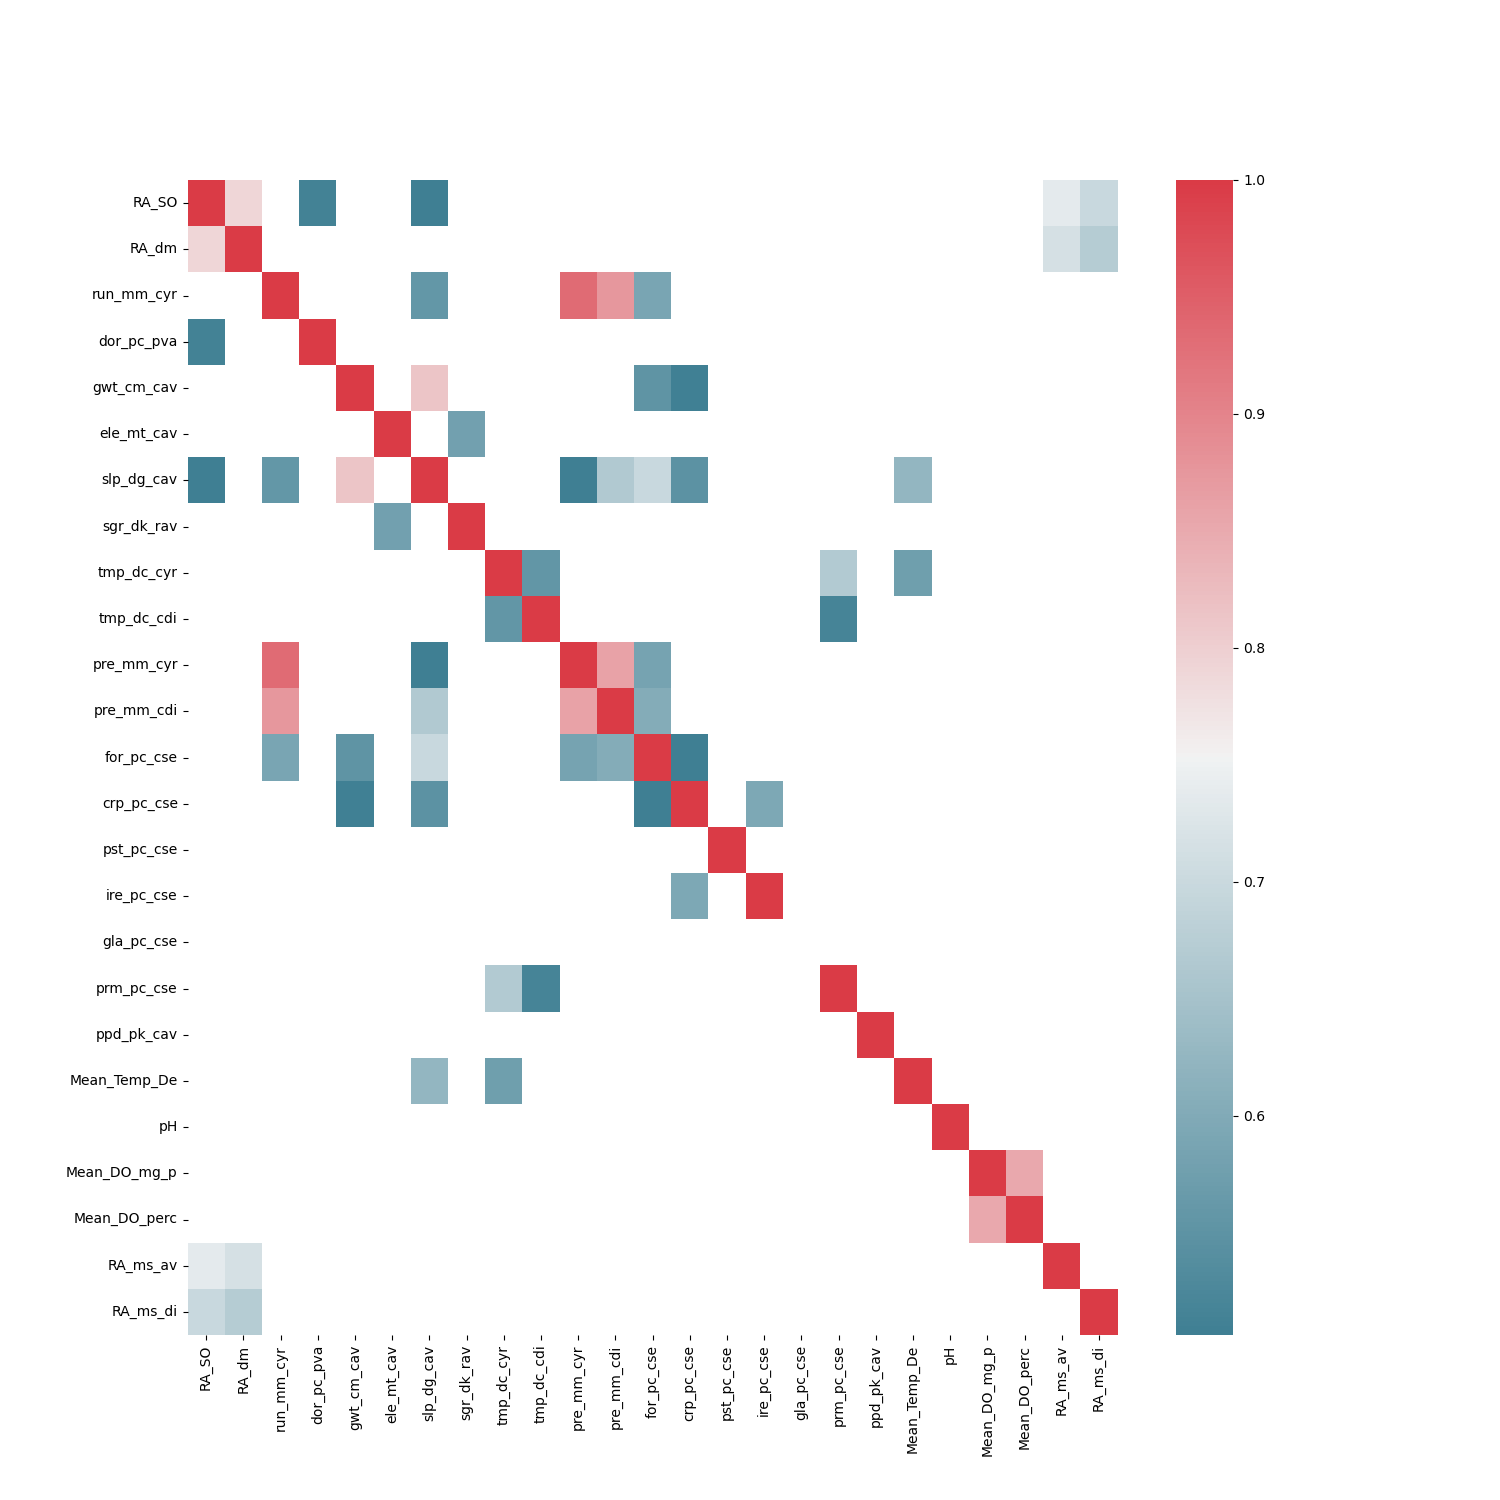 RA_SO
RA_dm
run_mm_cyr
dor_pc_pva
gwt_cm_cav
ele_mt_cav
slp_dg_cav
sgr_dk_rav
tmp_dc_cyr
tmp_dc_cdi
pre_mm_cyr
pre_mm_cdi
for_pc_cse
crp_pc_cse
pst_pc_cse
ire_pc_cse
gla_pc_cse
prm_pc_cse
ppd_pk_cav
Mean_Temp_De
pH
Mean_DO_mg_p
Mean_DO_perc
RA_ms_av
RA_ms_di
RA_SO
RA_dm
run_mm_cyr
dor_pc_pva
gwt_cm_cav
ele_mt_cav
slp_dg_cav
sgr_dk_rav
tmp_dc_cyr
tmp_dc_cdi
pre_mm_cyr
pre_mm_cdi
for_pc_cse
crp_pc_cse
pst_pc_cse
ire_pc_cse
gla_pc_cse
prm_pc_cse
ppd_pk_cav
Mean_Temp_De
pH
Mean_DO_mg_p
Mean_DO_perc
RA_ms_av
RA_ms_di
1.0
0.9
0.8
0.7
0.6